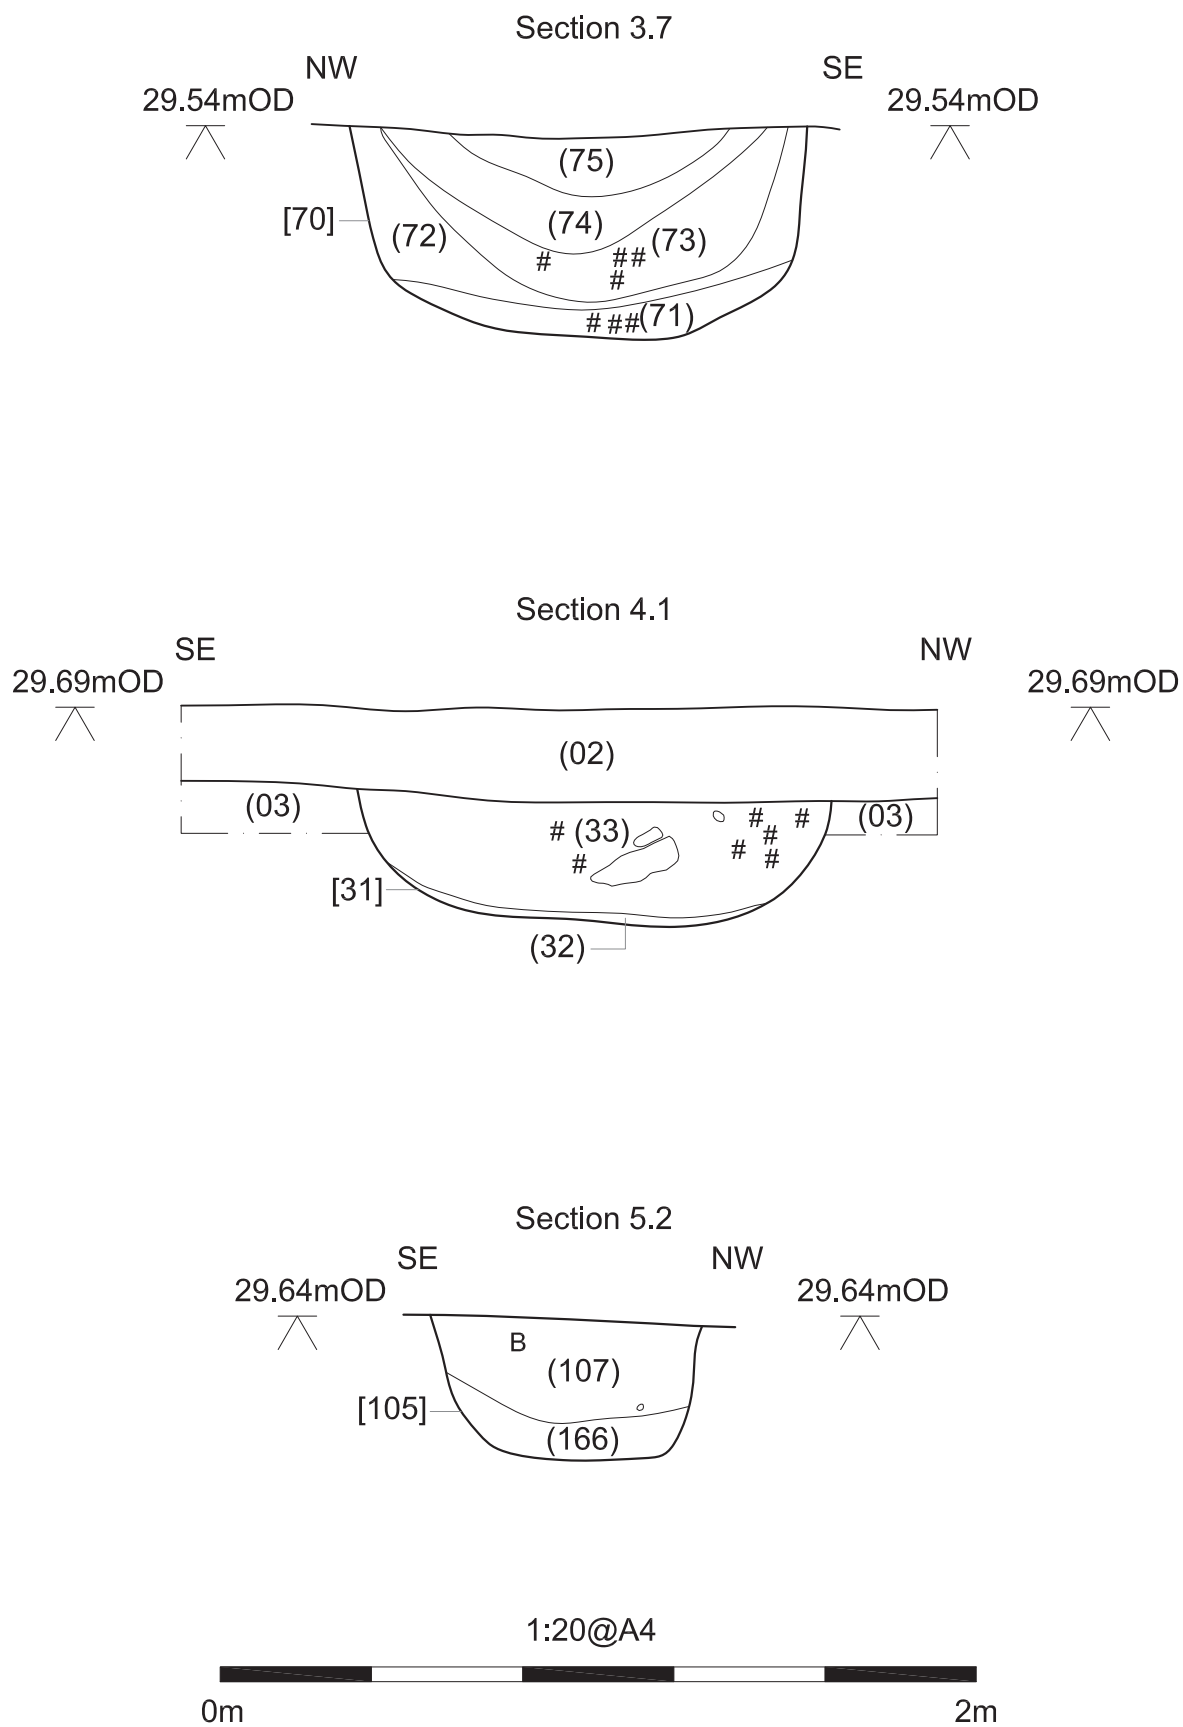 Section 3.7
NW SE
29.54mOD 29.54mOD
(75)
[70] (74)
(72) (73)
# ##
#
# ## (71)
Section 4.1
SE NW
29.69mOD 29.69mOD
(02)
(03) (03)
# (33) # #
#
# # #
[31]
(32)
Section 5.2
SE NW
29.64mOD 29.64mOD
B
(107)
[105]
(166)
1:20@A4
0m 2m